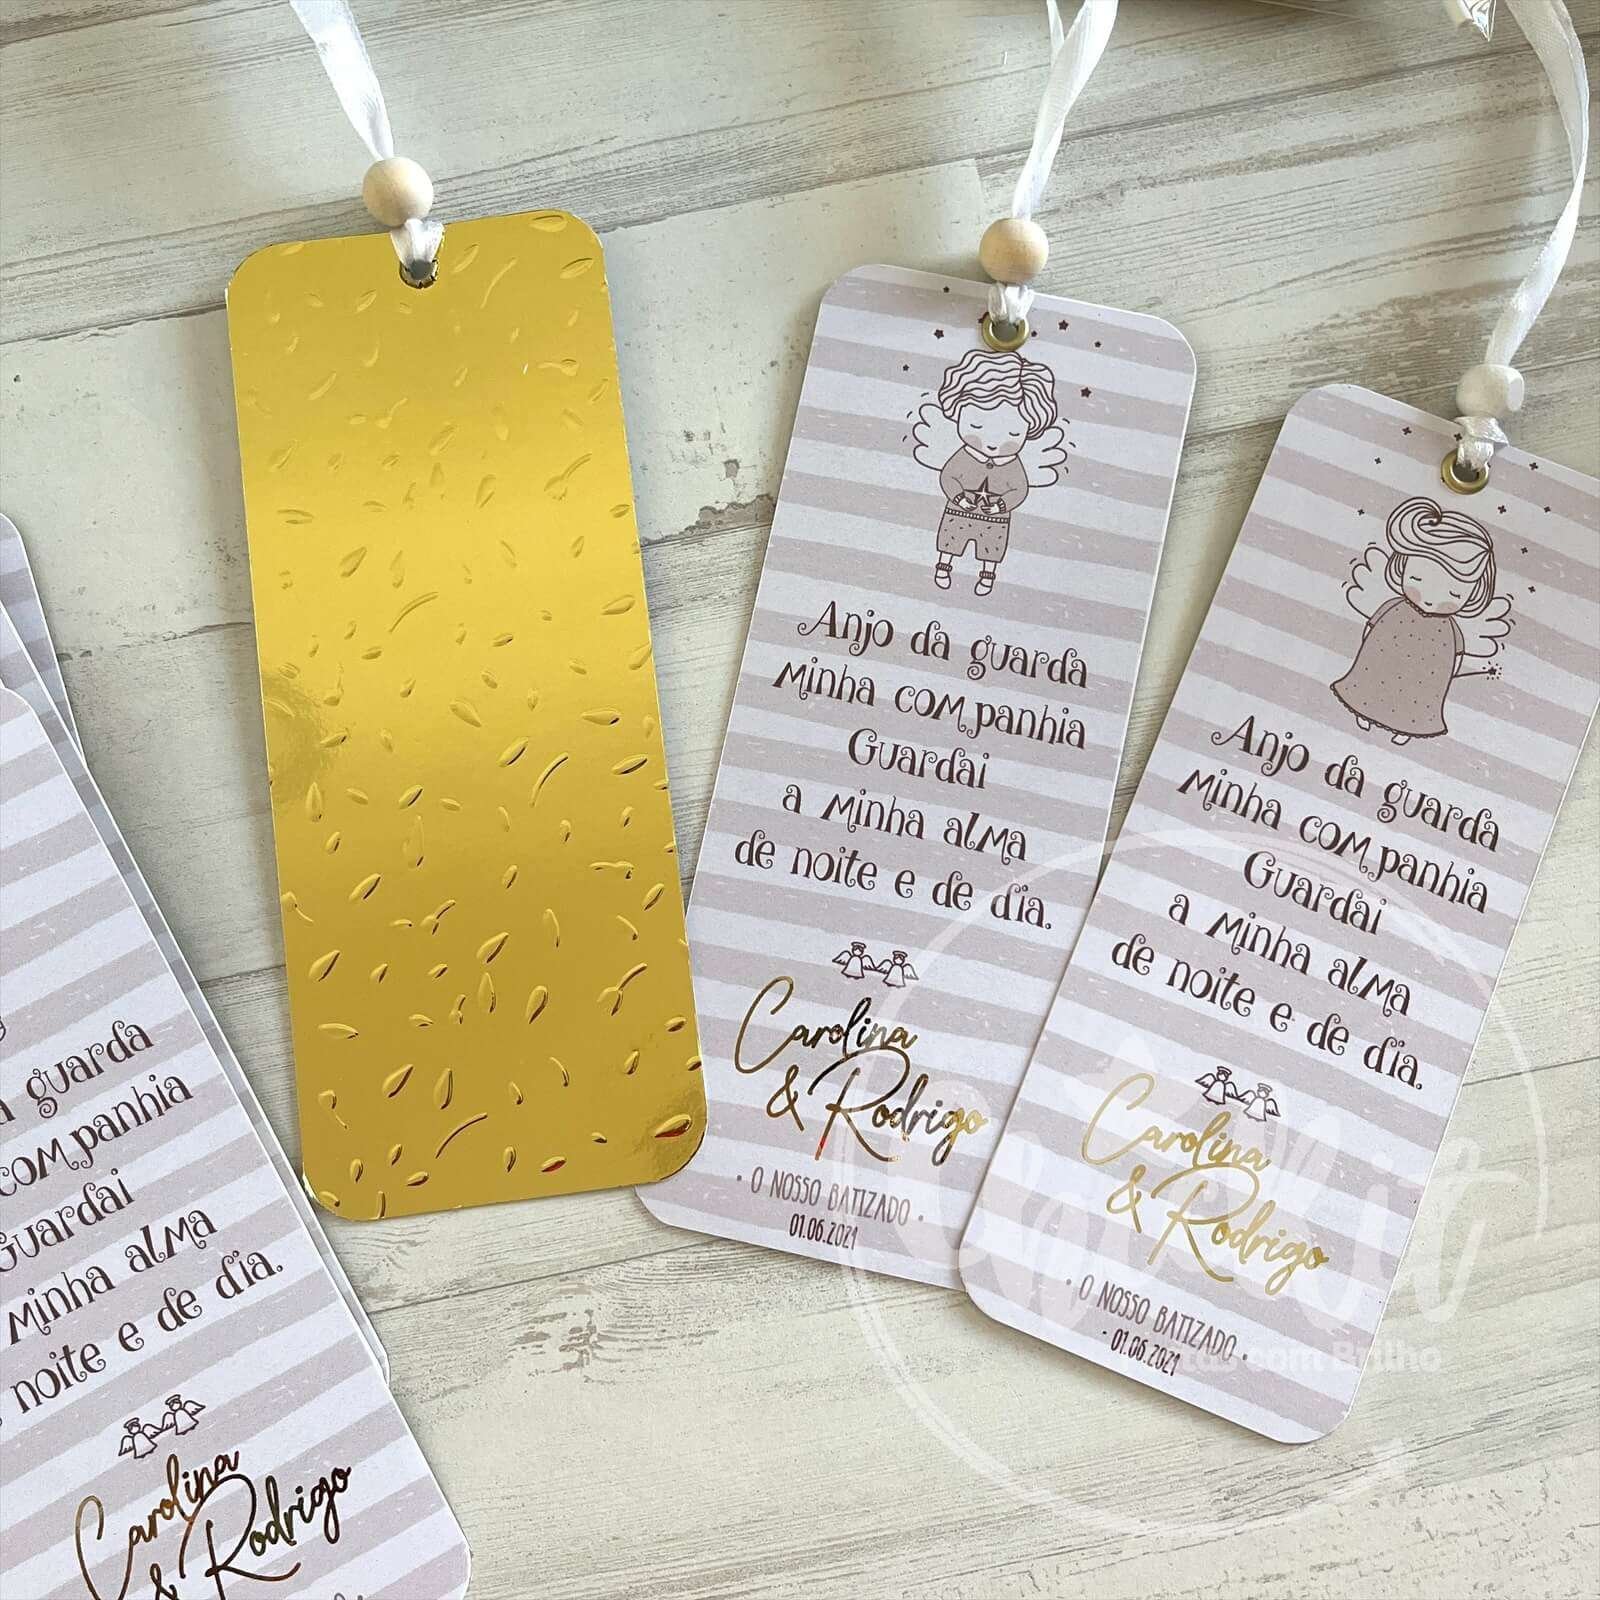 Anjo da guarda
Minha companhia
Guardai
a minha alma
de noite e de dia.
Carolina
& Rodrigo
• O NOSSO BATIZADO •
01.06.2021
Anjo da guarda
Minha companhia
Guardai
a minha alma
de noite e de dia.
Carolina
& Rodrigo
• O NOSSO BATIZADO •
• 01.06.2021
guarda
companhia
Guardai
minha alma
noite e de dia.
Carolina
& Rodrigo
com Brilho